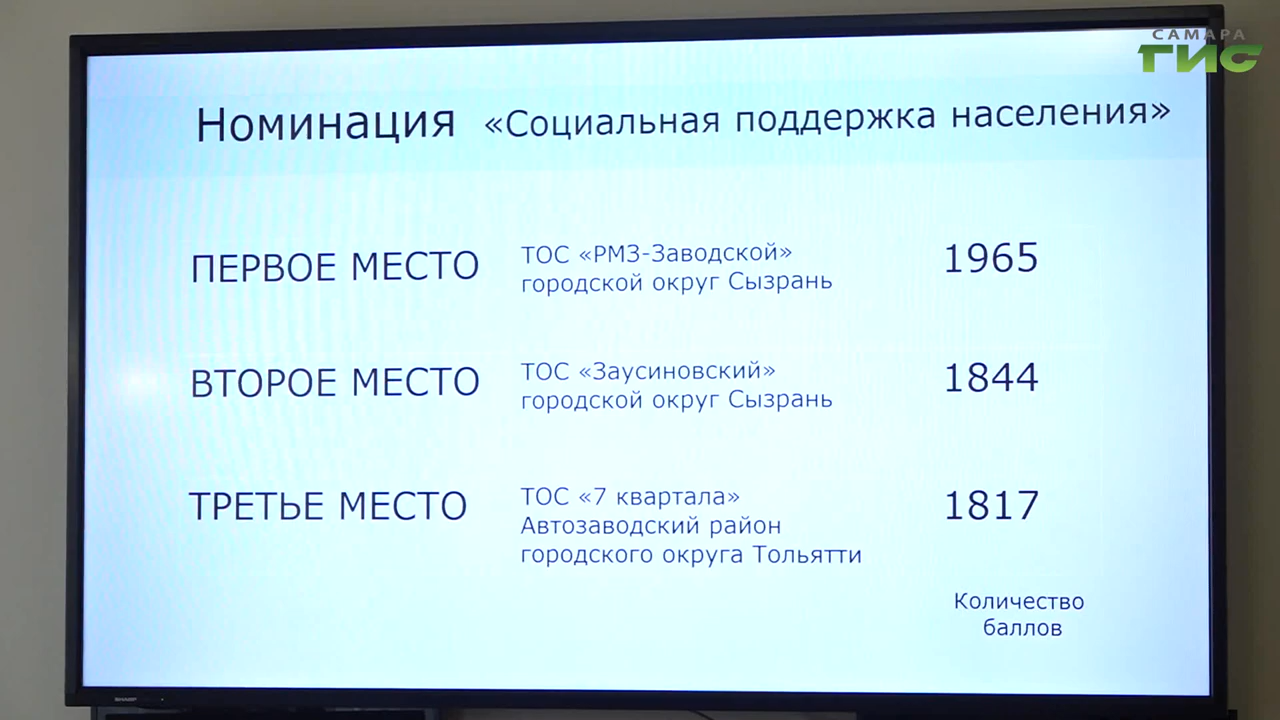 САМАРА
ГИС
Номинация «Социальная поддержка населения»
ПЕРВОЕ МЕСТО
ТОС «РМЗ-Заводской»
городской округ Сызрань
1965
ВТОРОЕ МЕСТО
ТОС «Заусиновский»
городской округ Сызрань
1844
ТРЕТЬЕ МЕСТО
ТОС «7 квартала»
Автозаводский район
городского округа Тольятти
1817
Количество
баллов
SHARP